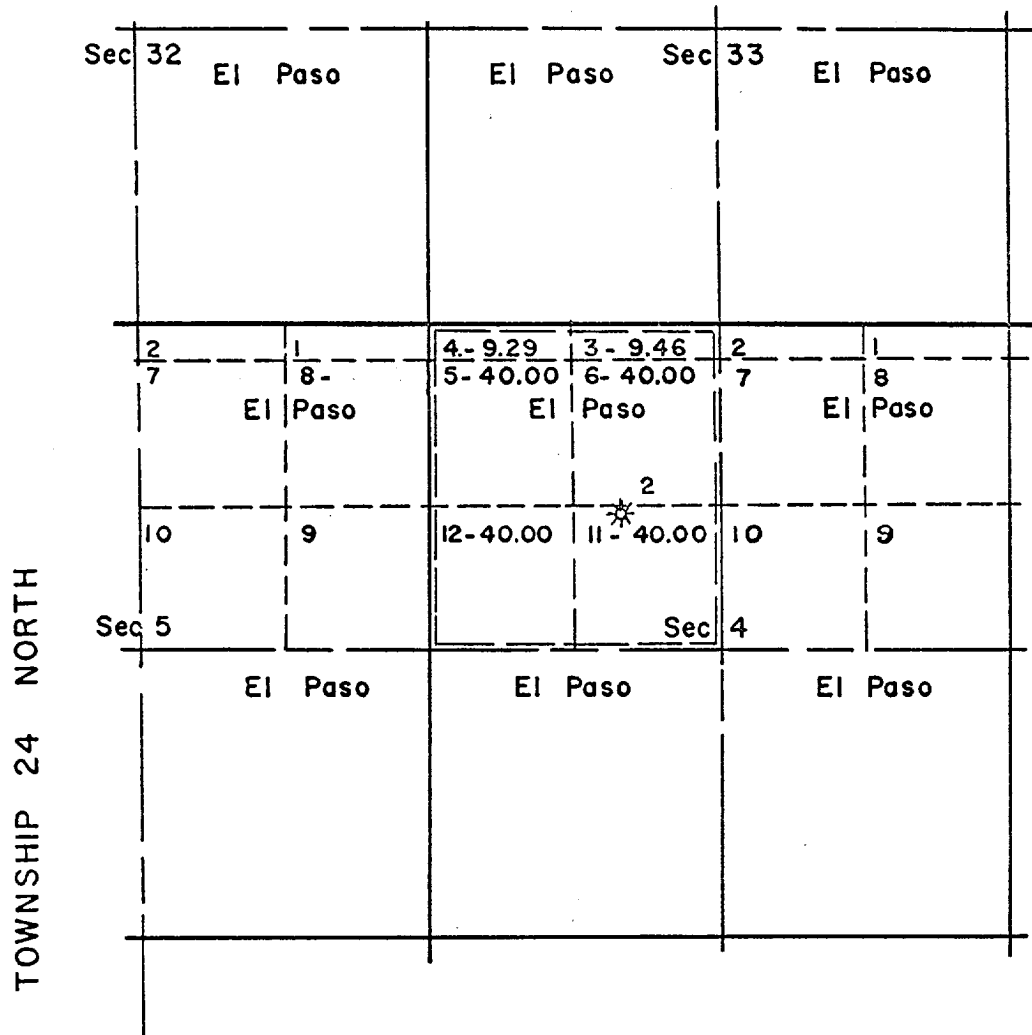 Sec 32 Sec 33
El Paso El Paso El Paso
4.- 9.29 3 - 9.46 2 1
2 1
5- 40.00 6- 40.00 7 8
7 8 -
El Paso El Paso El Paso
2
10 9 12-40.00 11 - 40.00 10 9
Sec 5 Sec 4
El Paso El Paso El Paso
TOWNSHIP 24 NORTH